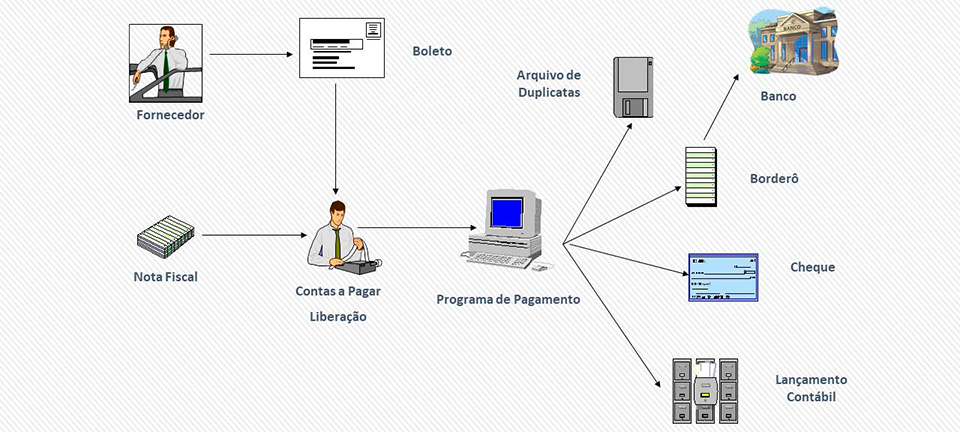 Boleto
Fornecedor
Arquivo de
Duplicatas
BANCO
Banco
Borderô
Nota Fiscal
Contas a Pagar
Liberação
Programa de Pagamento
Cheque
Lançamento
Contábil